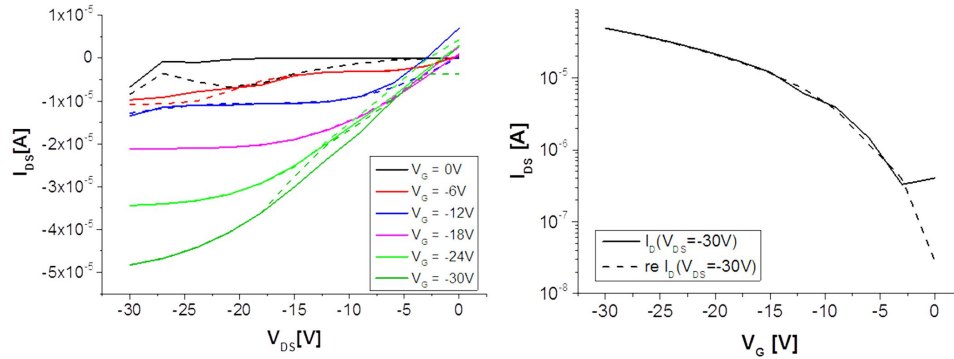 1x10⁻⁵
0
-1x10⁻⁵
-2x10⁻⁵
-3x10⁻⁵
-4x10⁻⁵
-5x10⁻⁵
I_DS[A]
-30 -25 -20 -15 -10 -5 0
V_DS[V]
V_G = 0V
V_G = -6V
V_G = -12V
V_G = -18V
V_G = -24V
V_G = -30V
10⁻⁵
10⁻⁶
10⁻⁷
10⁻⁸
I_DS [A]
-30 -25 -20 -15 -10 -5 0
V_G [V]
I_D(V_DS=-30V)
re I_D(V_DS=-30V)